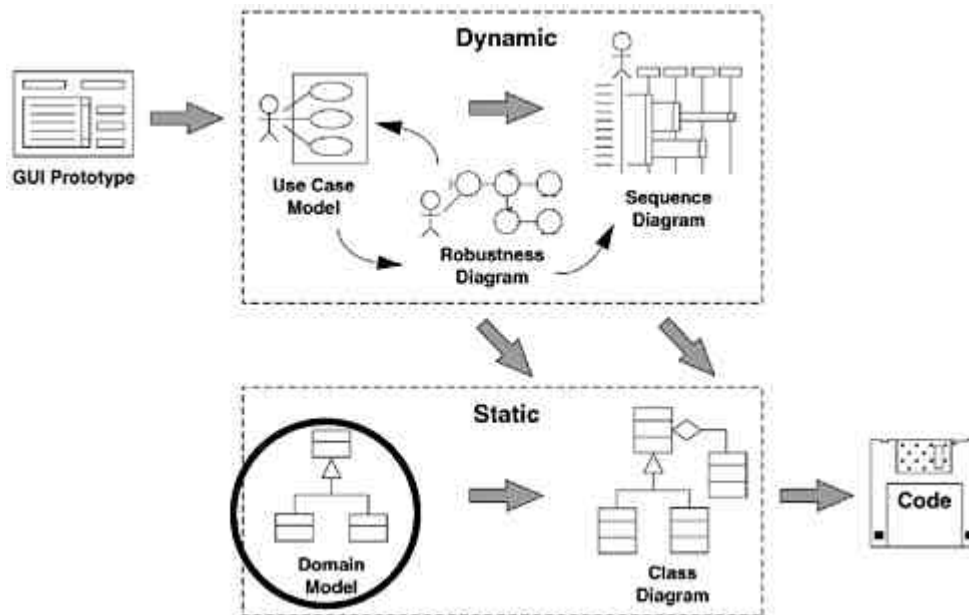 Dynamic
GUI Prototype
Use Case
Model
Robustness
Diagram
Sequence
Diagram
Static
Domain
Model
Class
Diagram
Code